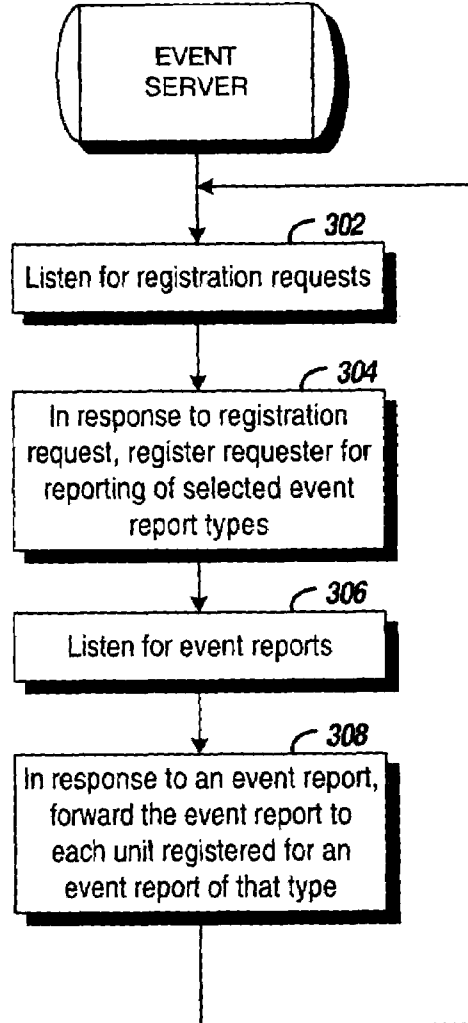 EVENT
SERVER
302
Listen for registration requests
304
In response to registration
request, register requester for
reporting of selected event
report types
306
Listen for event reports
308
In response to an event report,
forward the event report to
each unit registered for an
event report of that type